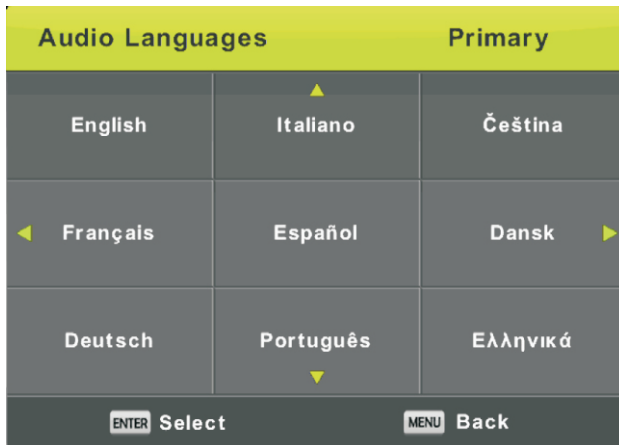 Audio Languages Primary
English Italiano Čeština
Français Español Dansk
Deutsch Português Ελληνικά
ENTER Select MENU Back